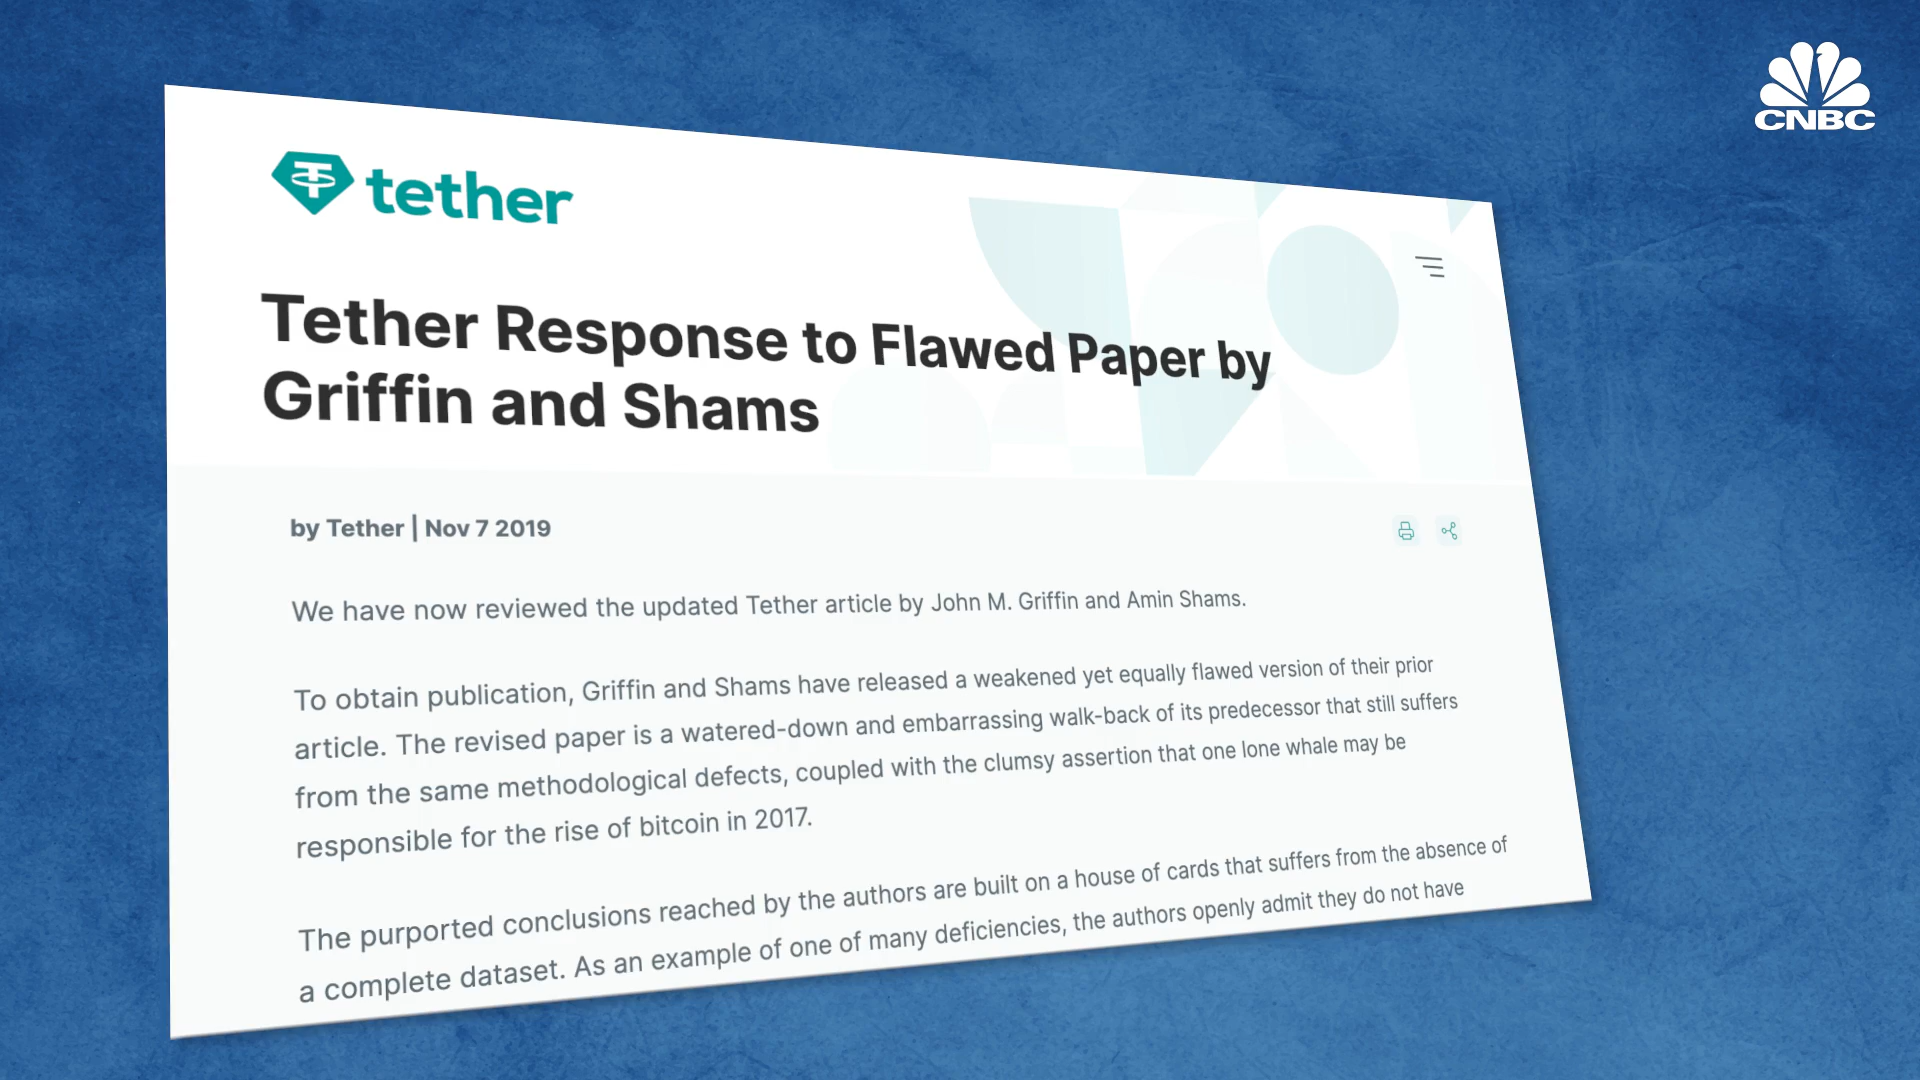 CNBC
tether
Tether Response to Flawed Paper by
Griffin and Shams
by Tether | Nov 7 2019
We have now reviewed the updated Tether article by John M. Griffin and Amin Shams.
To obtain publication, Griffin and Shams have released a weakened yet equally flawed version of their prior
article. The revised paper is a watered-down and embarrassing walk-back of its predecessor that still suffers
from the same methodological defects, coupled with the clumsy assertion that one lone whale may be
responsible for the rise of bitcoin in 2017.
The purported conclusions reached by the authors are built on a house of cards that suffers from the absence of
a complete dataset. As an example of one of many deficiencies, the authors openly admit they do not have